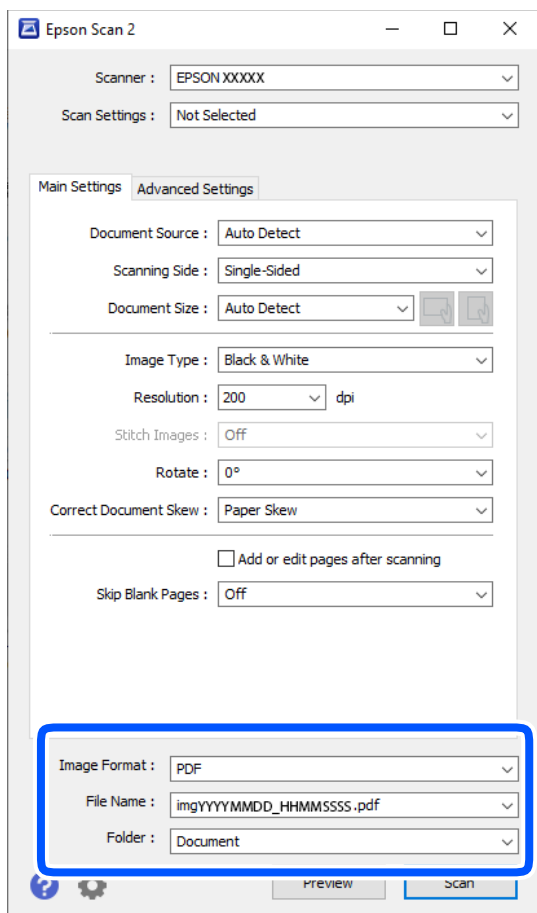 Epson Scan 2
Scanner : EPSON XXXXX
Scan Settings : Not Selected
Main Settings Advanced Settings
Document Source : Auto Detect
Scanning Side : Single-Sided
Document Size : Auto Detect
Image Type : Black & White
Resolution : 200 dpi
Stitch Images : Off
Rotate : 0°
Correct Document Skew : Paper Skew
Add or edit pages after scanning
Skip Blank Pages : Off
Image Format : PDF
File Name : imgYYYYMMDD_HHMMSSSS.pdf
Folder : Document
? Preview Scan